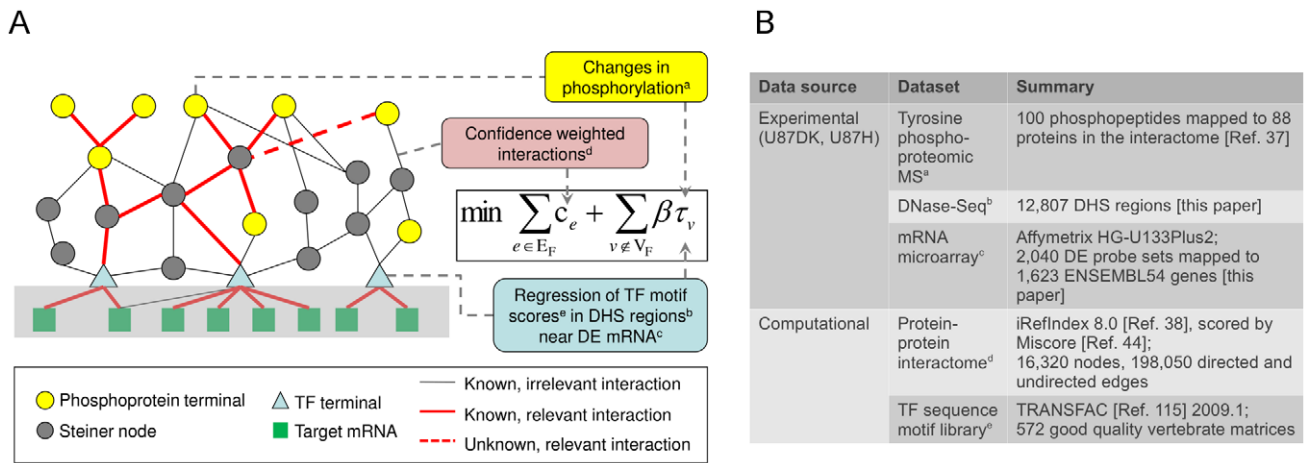 A
Changes in
phosphorylationᵃ
Confidence weighted
interactionsᵈ
min ∑ cₑ + ∑ βτᵥ
e ∈ E_F v ∉ V_F
Regression of TF motif
scoresᵉ in DHS regionsᵇ
near DE mRNAᶜ
Phosphoprotein terminal
Steiner node
TF terminal
Target mRNA
Known, irrelevant interaction
Known, relevant interaction
Unknown, relevant interaction
B
Data source Dataset Summary
Experimental
(U87DK, U87H)
Tyrosine
phospho-
proteomic
MSᵃ
100 phosphopeptides mapped to 88
proteins in the interactome [Ref. 37]
DNase-Seqᵇ
12,807 DHS regions [this paper]
mRNA
microarrayᶜ
Affymetrix HG-U133Plus2;
2,040 DE probe sets mapped to
1,623 ENSEMBL54 genes [this
paper]
Computational
Protein-
protein
interactomeᵈ
iRefIndex 8.0 [Ref. 38], scored by
Miscore [Ref. 44];
16,320 nodes, 198,050 directed and
undirected edges
TF sequence
motif libraryᵉ
TRANSFAC [Ref. 115] 2009.1;
572 good quality vertebrate matrices